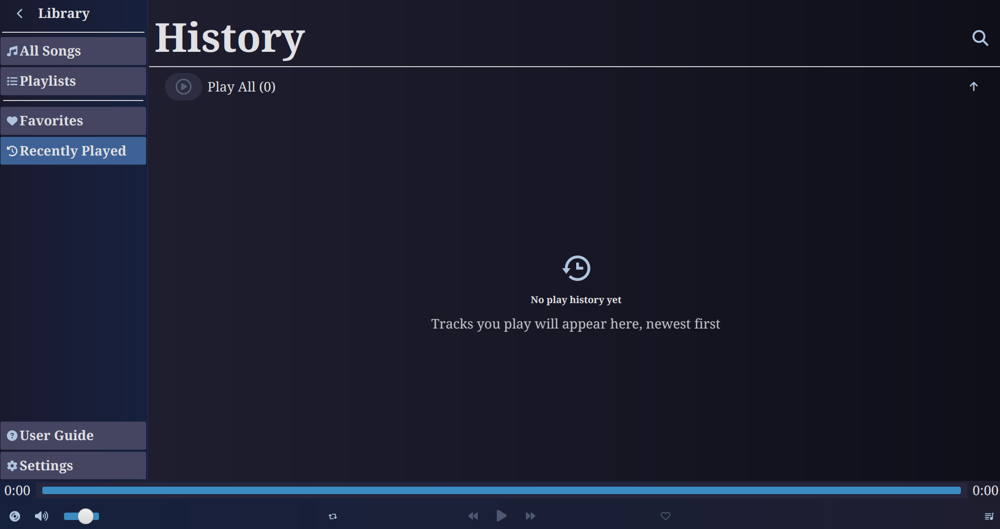 Library
All Songs
Playlists
Favorites
Recently Played
User Guide
Settings
History
Play All (0)
No play history yet
Tracks you play will appear here, newest first
0:00
0:00